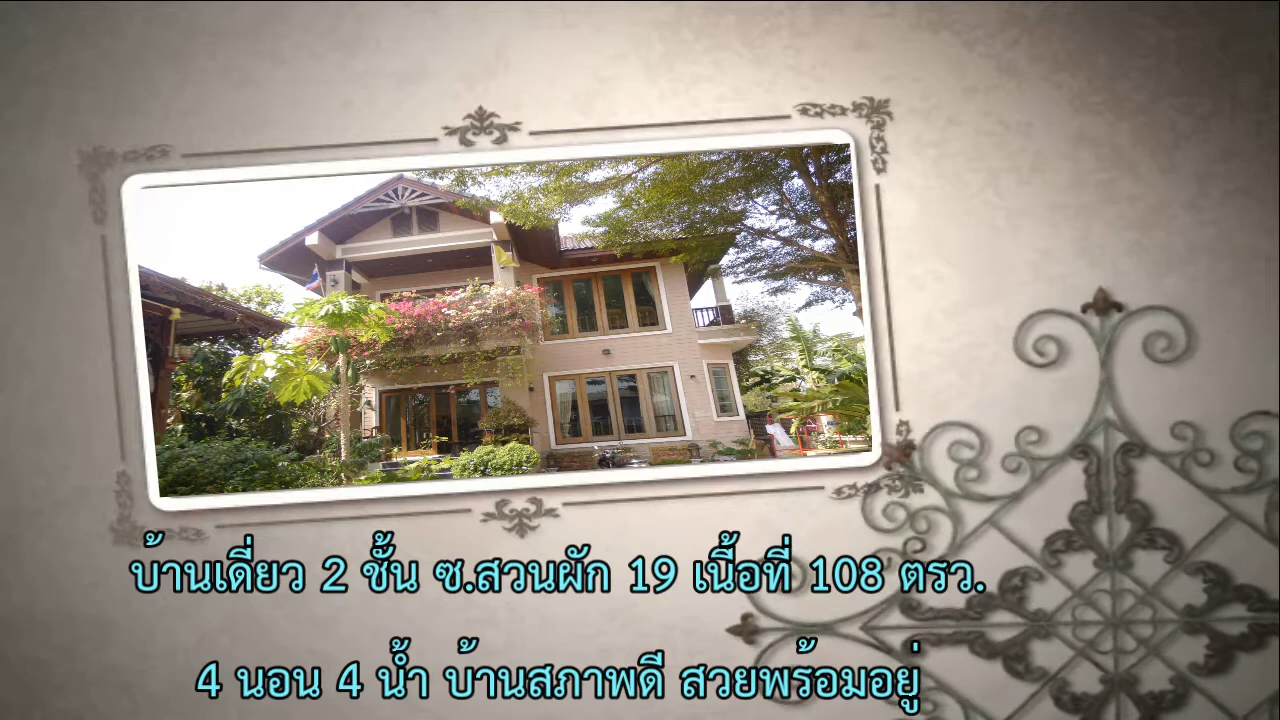 บ้านเดี่ยว 2 ชั้น ซ.สวนผัก 19 เนื้อที่ 108 ตรว.
4 นอน 4 น้ำ บ้านสภาพดี สวยพร้อมอยู่